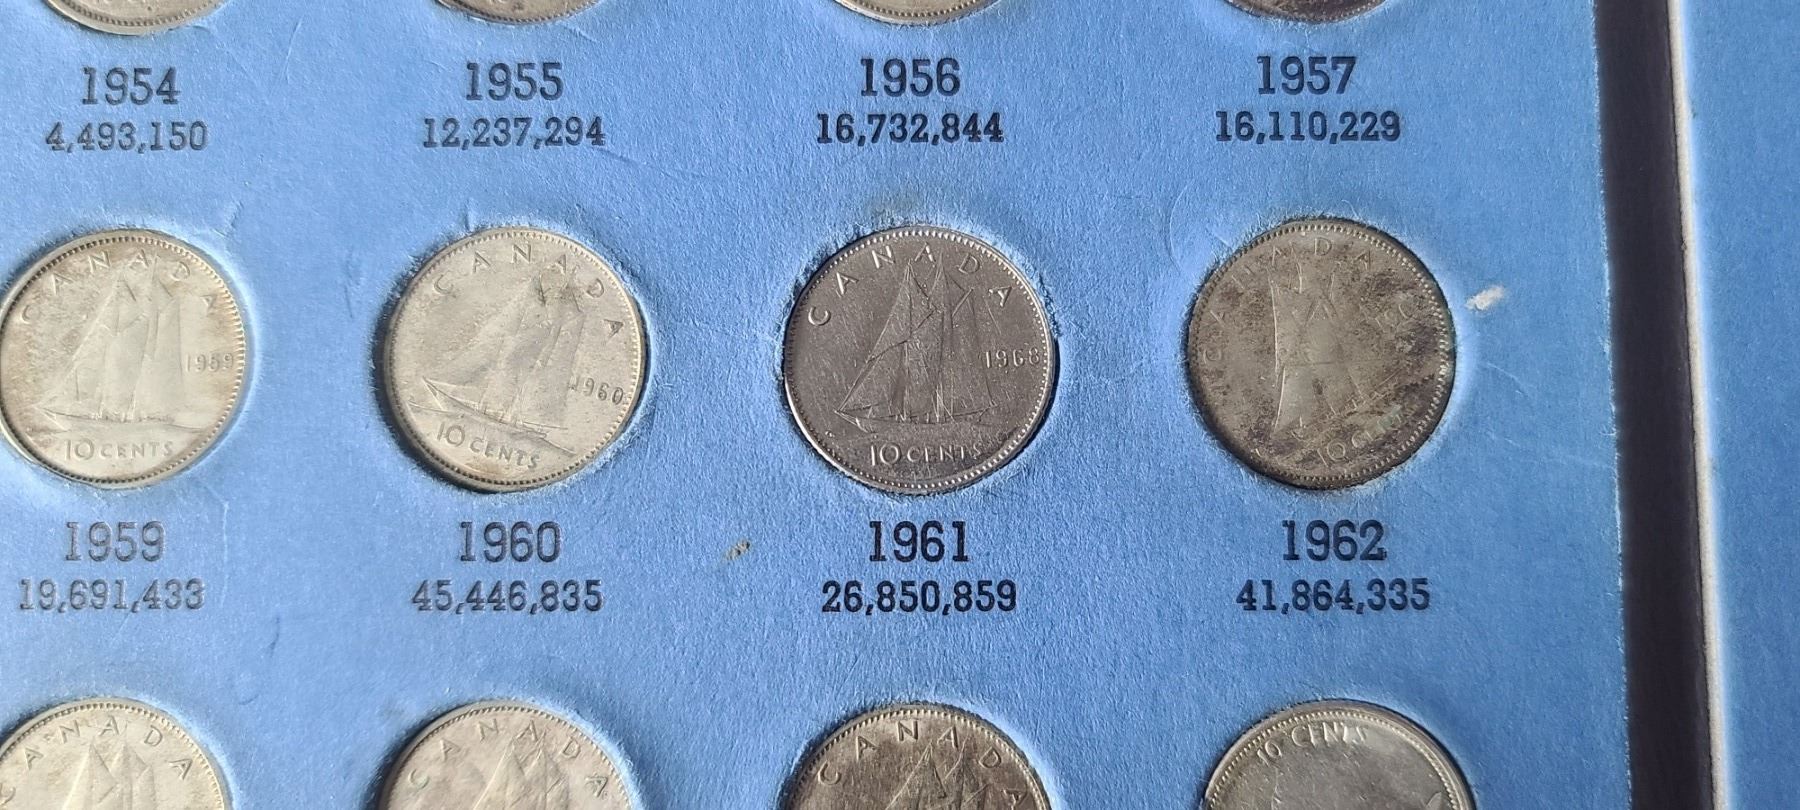 1954
4,493,150
1955
12,237,294
1956
16,732,844
1957
16,110,229
CANADA
1959
10 CENTS
CANADA
1960
10 CENTS
CANADA
1968
10 CENTS
CANADA
1959
19,691,433
1960
45,446,835
1961
26,850,859
1962
41,864,335
CANADA
CANADA
CANADA
10 CENTS